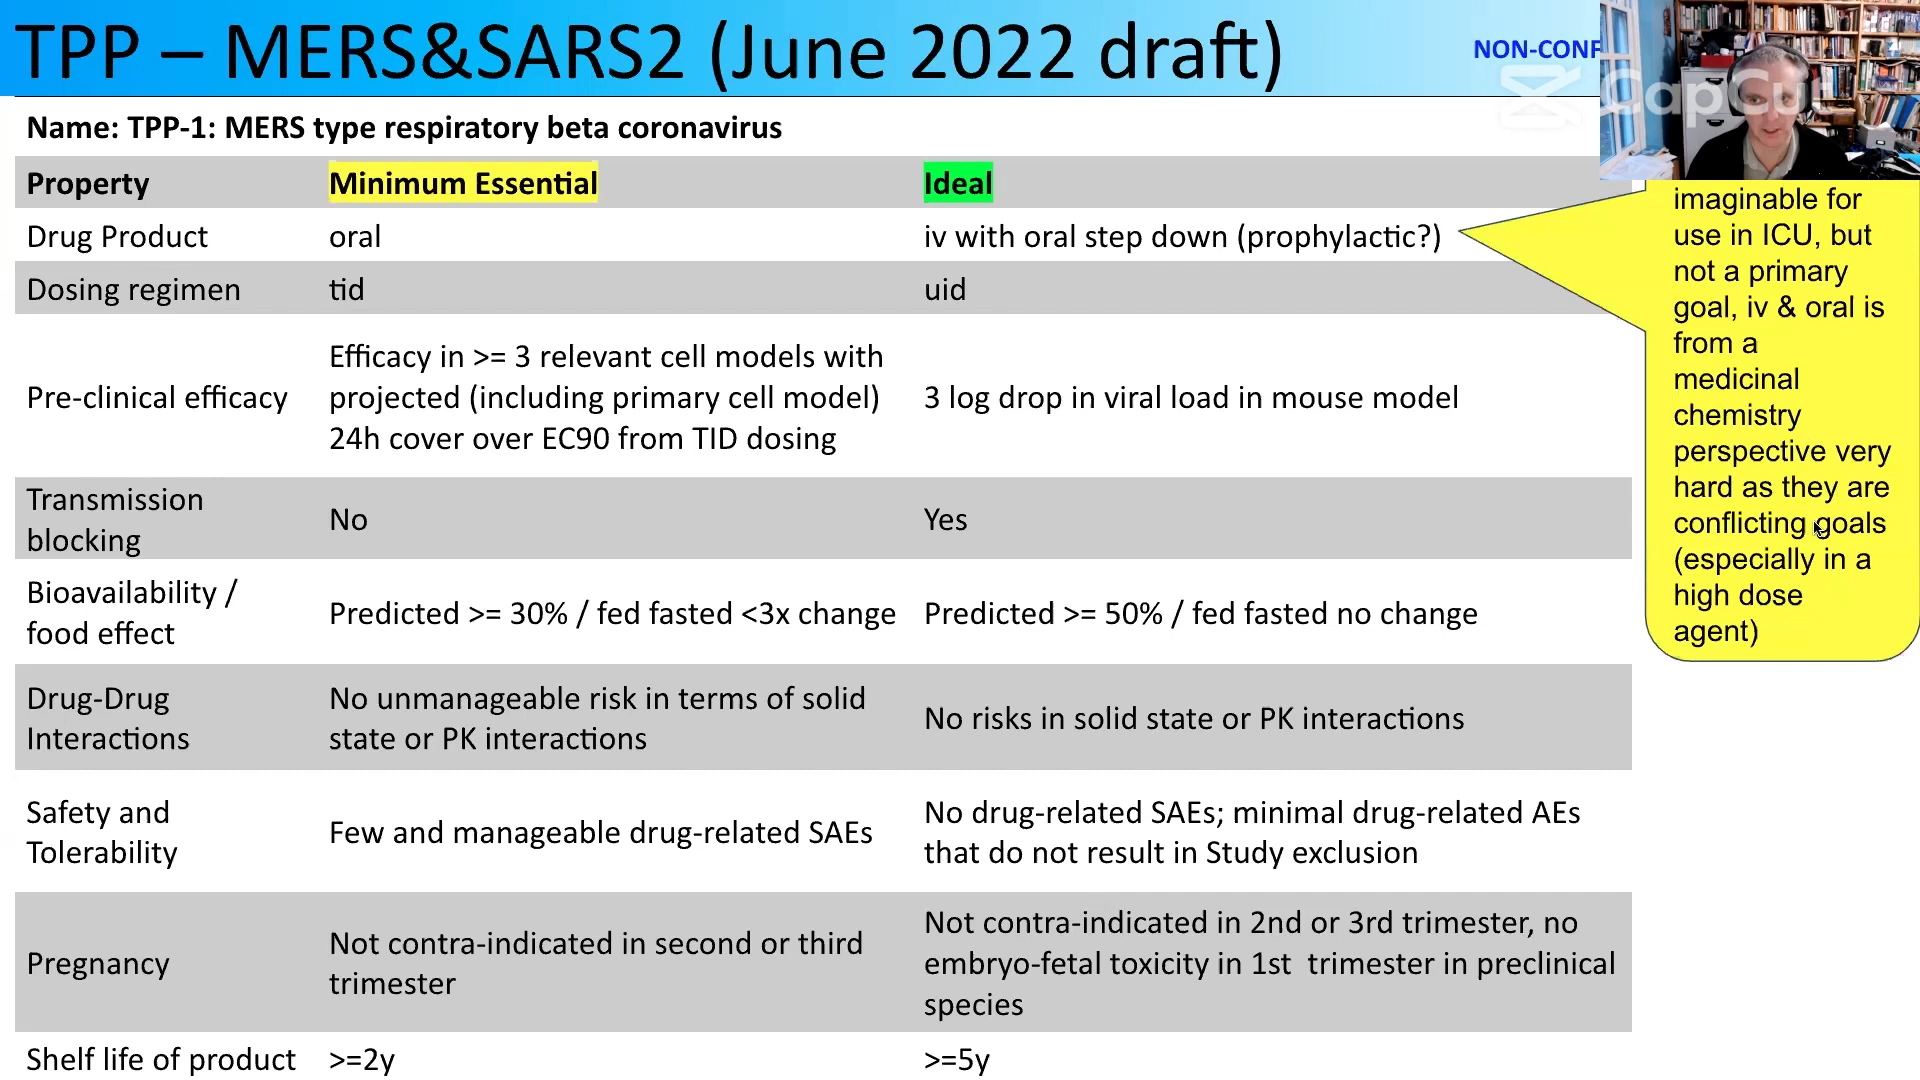 TPP – MERS&SARS2 (June 2022 draft)
NON-CONF
CapCut
Name: TPP-1: MERS type respiratory beta coronavirus
Property Minimum Essential Ideal
Drug Product oral iv with oral step down (prophylactic?)
Dosing regimen tid uid
Pre-clinical efficacy
Efficacy in >= 3 relevant cell models with
projected (including primary cell model)
24h cover over EC90 from TID dosing
3 log drop in viral load in mouse model
Transmission
blocking
No
Yes
Bioavailability /
food effect
Predicted >= 30% / fed fasted <3x change
Predicted >= 50% / fed fasted no change
Drug-Drug
Interactions
No unmanageable risk in terms of solid
state or PK interactions
No risks in solid state or PK interactions
Safety and
Tolerability
Few and manageable drug-related SAEs
No drug-related SAEs; minimal drug-related AEs
that do not result in Study exclusion
Pregnancy
Not contra-indicated in second or third
trimester
Not contra-indicated in 2nd or 3rd trimester, no
embryo-fetal toxicity in 1st trimester in preclinical
species
Shelf life of product >=2y >=5y
imaginable for
use in ICU, but
not a primary
goal, iv & oral is
from a
medicinal
chemistry
perspective very
hard as they are
conflicting goals
(especially in a
high dose
agent)